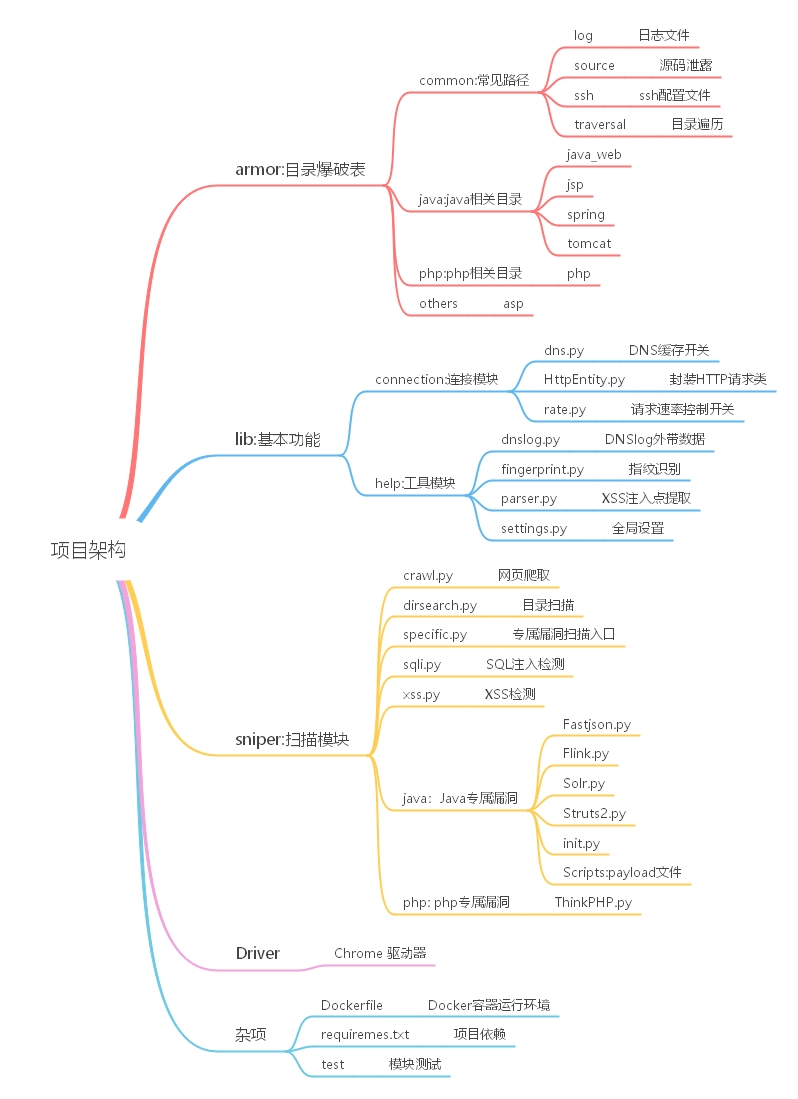 log 日志文件
source 源码泄露
common:常见路径
ssh ssh配置文件
traversal 目录遍历
armor:目录爆破表
java_web
jsp
java:java相关目录
spring
tomcat
php:php相关目录 php
others asp
dns.py DNS缓存开关
connection:连接模块
HttpEntity.py 封装HTTP请求类
rate.py 请求速率控制开关
lib:基本功能
dnslog.py DNSlog外带数据
fingerprint.py 指纹识别
help:工具模块
parser.py XSS注入点提取
settings.py 全局设置
项目架构
crawl.py 网页爬取
dirsearch.py 目录扫描
specific.py 专属漏洞扫描入口
sqli.py SQL注入检测
xss.py XSS检测
sniper:扫描模块
Fastjson.py
Flink.py
Solr.py
java：Java专属漏洞
Struts2.py
init.py
Scripts:payload文件
php: php专属漏洞 ThinkPHP.py
Driver Chrome 驱动器
Dockerfile Docker容器运行环境
杂项
requiremes.txt 项目依赖
test 模块测试